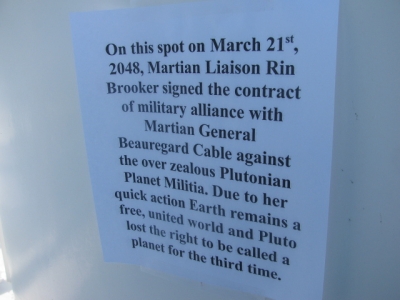 On this spot on March 21st,
2048, Martian Liaison Rin
Brooker signed the contract
of military alliance with
Martian General
Beauregard Cable against
the over zealous Plutonian
Planet Militia. Due to her
quick action Earth remains a
free, united world and Pluto
lost the right to be called a
planet for the third time.